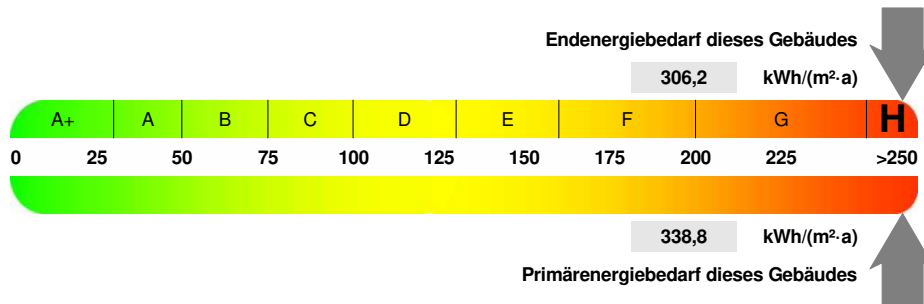 Endenergiebedarf dieses Gebäudes
306,2 kWh/(m²·a)
A+ A B C D E F G H
0 25 50 75 100 125 150 175 200 225 >250
338,8 kWh/(m²·a)
Primärenergiebedarf dieses Gebäudes